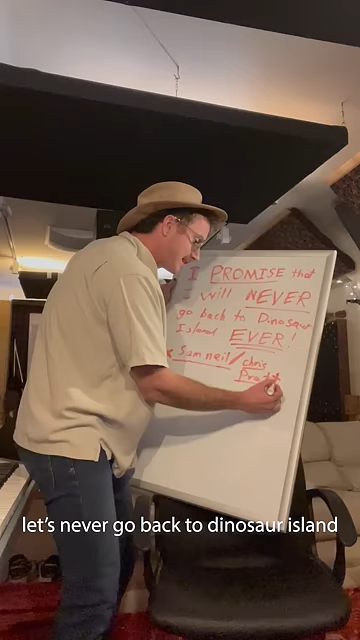 I PROMISE that
I will NEVER
go back to Dinosaur
Island EVER!
x Sam neil/chris
Pratt
let's never go back to dinosaur island